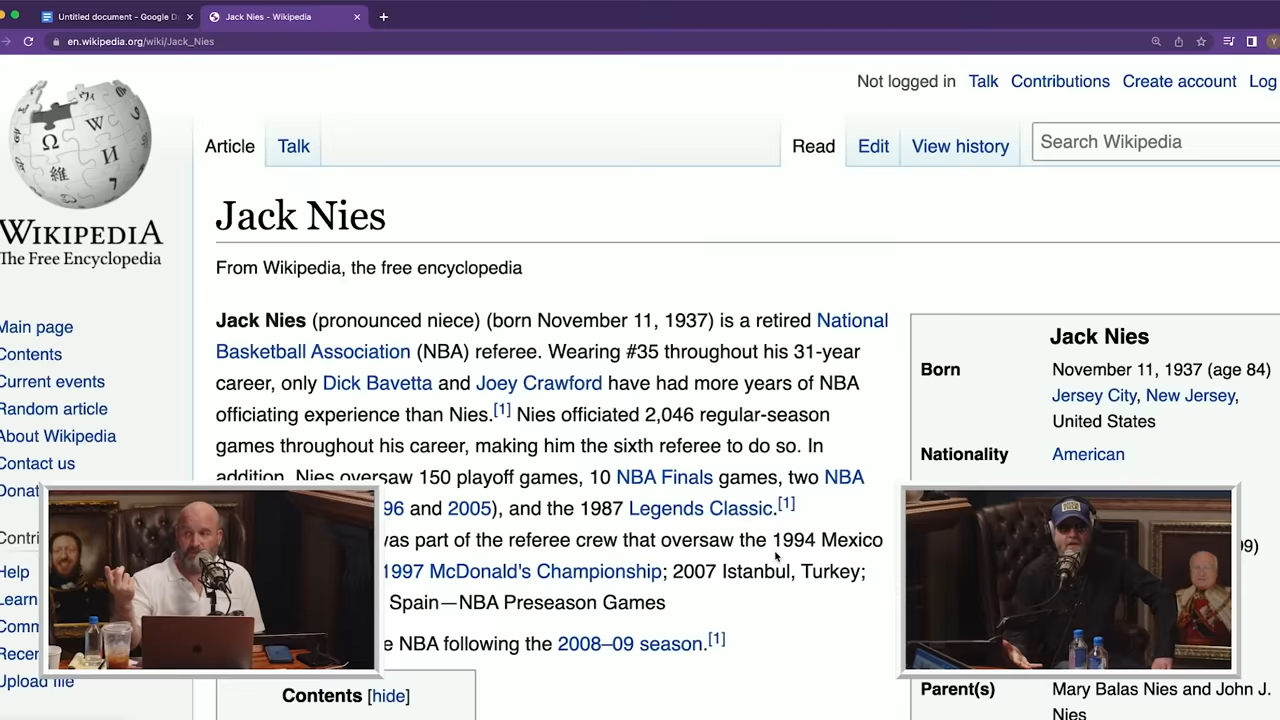 Untitled document - Google D
Jack Nies - Wikipedia
en.wikipedia.org/wiki/Jack_Nies
Not logged in Talk Contributions Create account Log
Article Talk Read Edit View history Search Wikipedia
WIKIPEDIA
The Free Encyclopedia
Jack Nies
From Wikipedia, the free encyclopedia
Main page
Contents
Current events
Random article
About Wikipedia
Contact us
Donat
Contri
Help
Learn
Comm
Recer
Upload file
Jack Nies (pronounced niece) (born November 11, 1937) is a retired National
Basketball Association (NBA) referee. Wearing #35 throughout his 31-year
career, only Dick Bavetta and Joey Crawford have had more years of NBA
officiating experience than Nies.[1] Nies officiated 2,046 regular-season
games throughout his career, making him the sixth referee to do so. In
addition, Nies oversaw 150 playoff games, 10 NBA Finals games, two NBA
96 and 2005), and the 1987 Legends Classic.[1]
was part of the referee crew that oversaw the 1994 Mexico
1997 McDonald's Championship; 2007 Istanbul, Turkey;
Spain—NBA Preseason Games
e NBA following the 2008–09 season.[1]
Contents [hide]
Jack Nies
Born November 11, 1937 (age 84)
Jersey City, New Jersey,
United States
Nationality American
99)
Parent(s) Mary Balas Nies and John J.
Nies